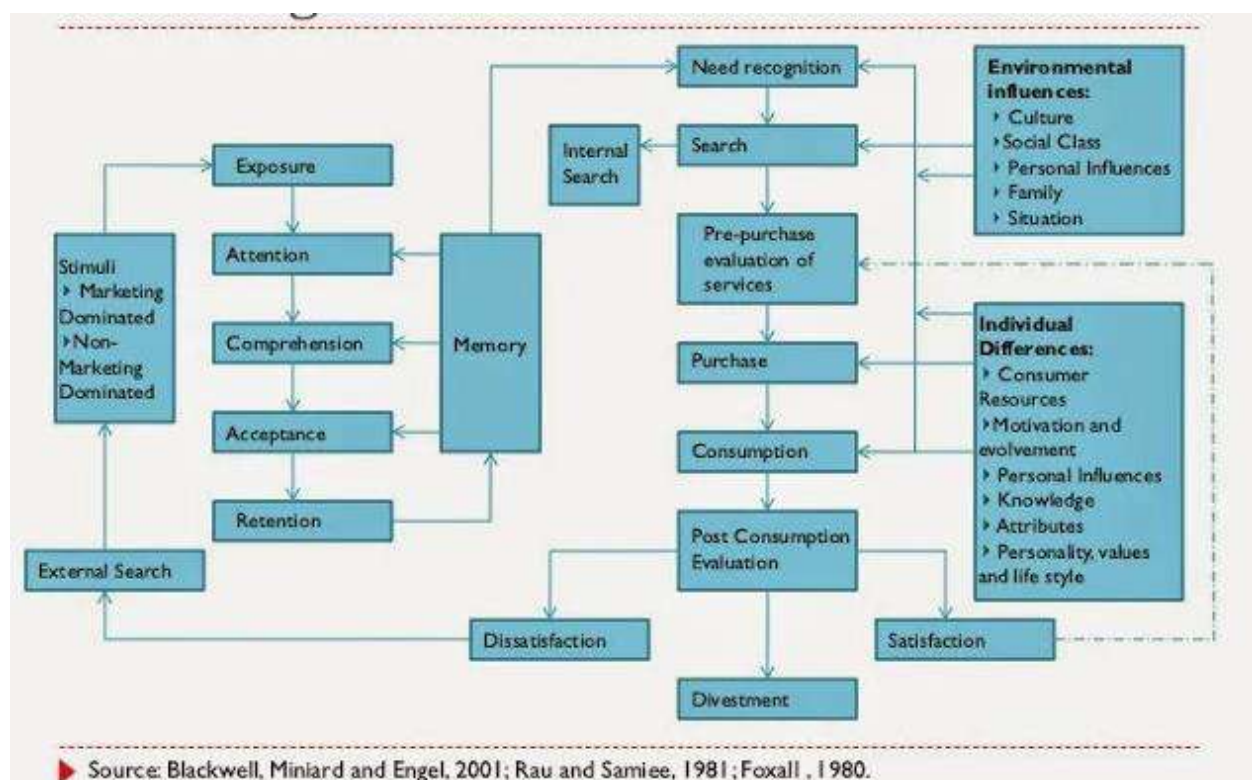 Need recognition
Environmental
influences:
Culture
Social Class
Personal Influences
Family
Situation
Search
Internal
Search
Exposure
Pre-purchase
evaluation of
services
Attention
Stimuli
Marketing
Dominated
Non-
Marketing
Dominated
Comprehension
Memory
Purchase
Individual
Differences:
Consumer
Resources
Motivation and
evolvement
Personal Influences
Knowledge
Attributes
Personality, values
and life style
Acceptance
Consumption
Retention
Post Consumption
Evaluation
External Search
Dissatisfaction
Satisfaction
Divestment
Source: Blackwell, Miniard and Engel, 2001; Rau and Samiee, 1981; Foxall , 1980.